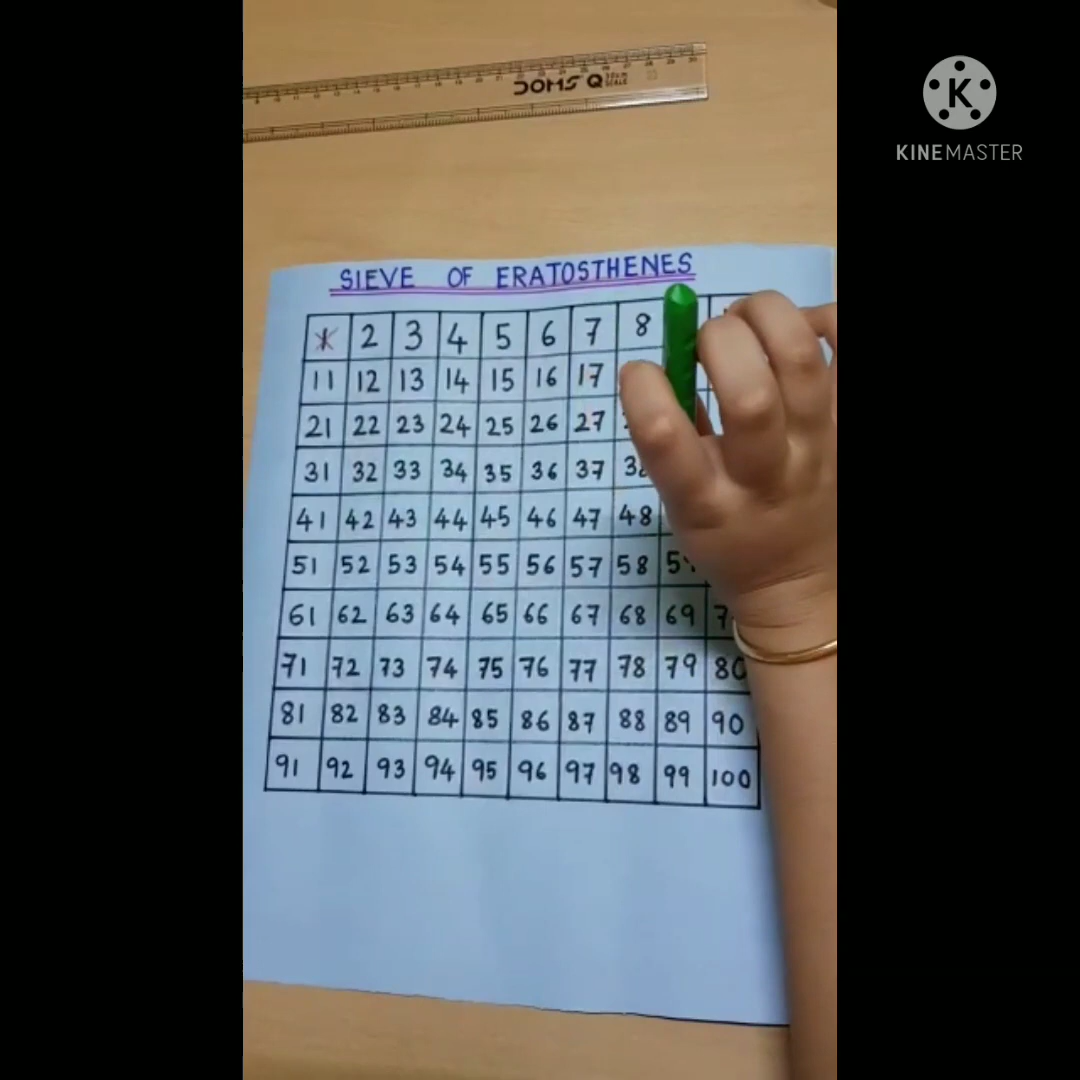 DOMS Q 30CM SCALE
KINEMASTER
SIEVE OF ERATOSTHENES
1 2 3 4 5 6 7 8
11 12 13 14 15 16 17
21 22 23 24 25 26 27
31 32 33 34 35 36 37
41 42 43 44 45 46 47 48
51 52 53 54 55 56 57 58
61 62 63 64 65 66 67 68 69
71 72 73 74 75 76 77 78 79 80
81 82 83 84 85 86 87 88 89 90
91 92 93 94 95 96 97 98 99 100